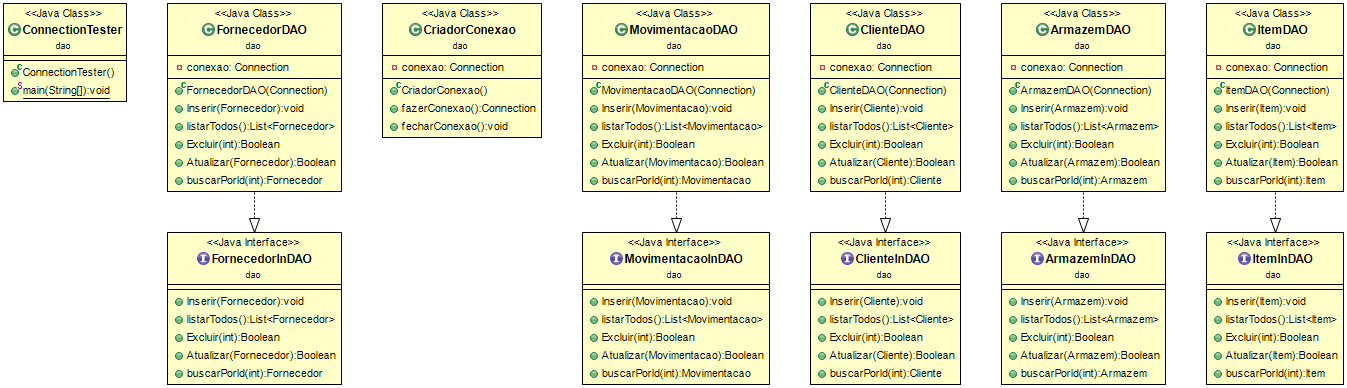 <<Java Class>>
ConnectionTester
dao
ConnectionTester()
main(String[]):void
<<Java Class>>
FornecedorDAO
dao
conexao: Connection
FornecedorDAO(Connection)
Inserir(Fornecedor):void
listarTodos():List<Fornecedor>
Excluir(int):Boolean
Atualizar(Fornecedor):Boolean
buscarPorId(int):Fornecedor
<<Java Class>>
CriadorConexao
dao
conexao: Connection
CriadorConexao()
fazerConexao():Connection
fecharConexao():void
<<Java Class>>
MovimentacaoDAO
dao
conexao: Connection
MovimentacaoDAO(Connection)
Inserir(Movimentacao):void
listarTodos():List<Movimentacao>
Excluir(int):Boolean
Atualizar(Movimentacao):Boolean
buscarPorId(int):Movimentacao
<<Java Class>>
ClienteDAO
dao
conexao: Connection
ClienteDAO(Connection)
Inserir(Cliente):void
listarTodos():List<Cliente>
Excluir(int):Boolean
Atualizar(Cliente):Boolean
buscarPorId(int):Cliente
<<Java Class>>
ArmazemDAO
dao
conexao: Connection
ArmazemDAO(Connection)
Inserir(Armazem):void
listarTodos():List<Armazem>
Excluir(int):Boolean
Atualizar(Armazem):Boolean
buscarPorId(int):Armazem
<<Java Class>>
ItemDAO
dao
conexao: Connection
ItemDAO(Connection)
Inserir(Item):void
listarTodos():List<Item>
Excluir(int):Boolean
Atualizar(Item):Boolean
buscarPorId(int):Item
<<Java Interface>>
FornecedorInDAO
dao
Inserir(Fornecedor):void
listarTodos():List<Fornecedor>
Excluir(int):Boolean
Atualizar(Fornecedor):Boolean
buscarPorId(int):Fornecedor
<<Java Interface>>
MovimentacaoInDAO
dao
Inserir(Movimentacao):void
listarTodos():List<Movimentacao>
Excluir(int):Boolean
Atualizar(Movimentacao):Boolean
buscarPorId(int):Movimentacao
<<Java Interface>>
ClienteInDAO
dao
Inserir(Cliente):void
listarTodos():List<Cliente>
Excluir(int):Boolean
Atualizar(Cliente):Boolean
buscarPorId(int):Cliente
<<Java Interface>>
ArmazemInDAO
dao
Inserir(Armazem):void
listarTodos():List<Armazem>
Excluir(int):Boolean
Atualizar(Armazem):Boolean
buscarPorId(int):Armazem
<<Java Interface>>
ItemInDAO
dao
Inserir(Item):void
listarTodos():List<Item>
Excluir(int):Boolean
Atualizar(Item):Boolean
buscarPorId(int):Item